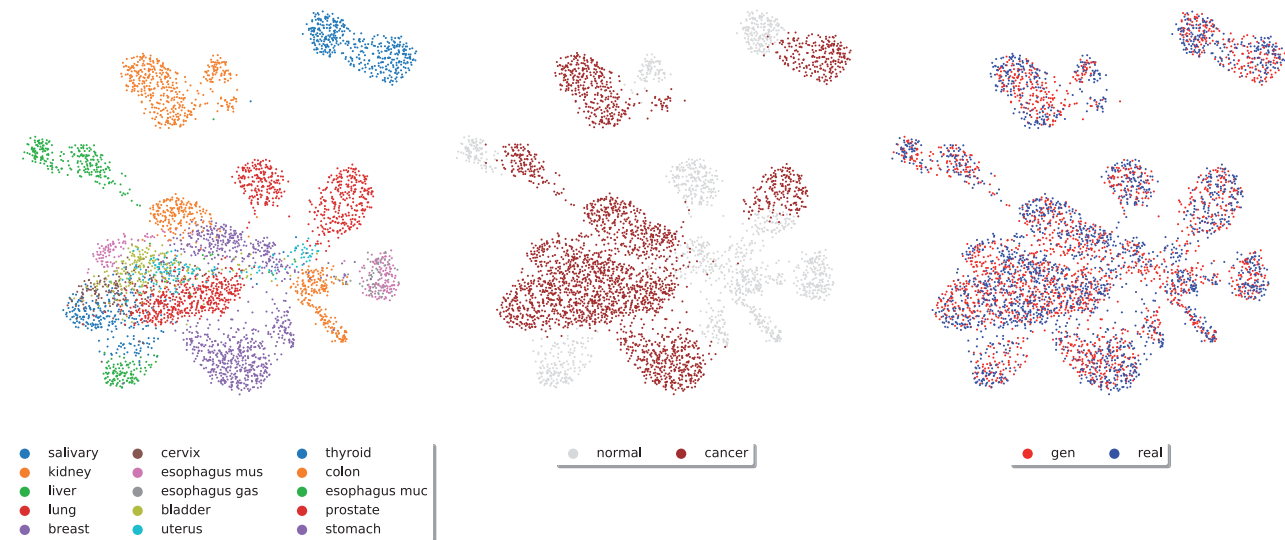 salivary cervix thyroid normal cancer gen real
kidney esophagus mus colon
liver esophagus gas esophagus muc
lung bladder prostate
breast uterus stomach